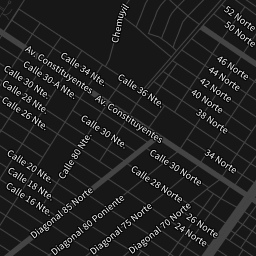 52 Norte
50 Norte
Chemuyil
Av. Constituyentes
Calle 34 Nte.
46 Norte
44 Norte
42 Norte
40 Norte
38 Norte
Calle 30-A Nte.
Calle 30 Nte.
Calle 28 Nte.
Calle 26 Nte.
Calle 36 Nte.
Av. Constituyentes
Calle 30 Nte.
Calle 80 Nte.
34 Norte
Calle 30 Norte
Calle 28 Norte
Calle 20 Nte.
Calle 18 Nte.
Calle 16 Nte.
Diagonal 85 Norte
Diagonal 80 Poniente
Diagonal 75 Norte
Diagonal 70 Norte
26 Norte
24 Norte